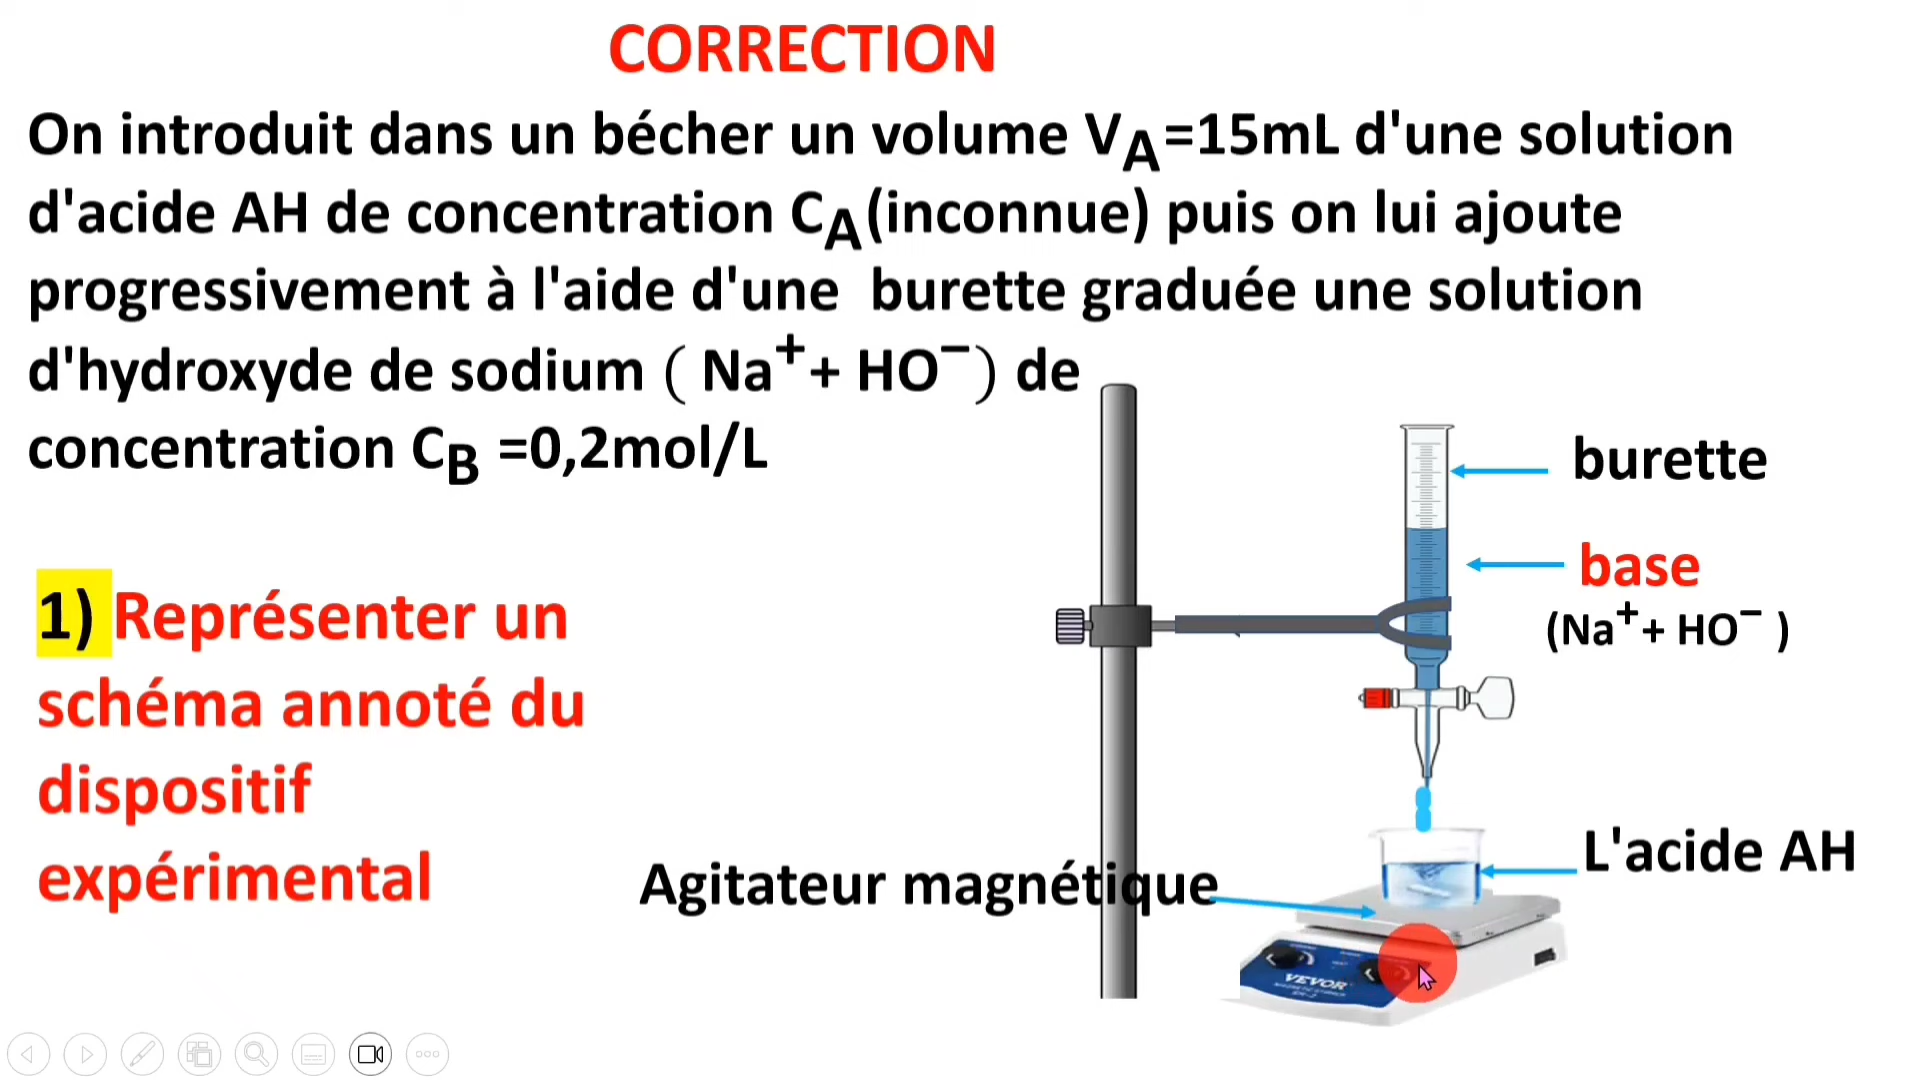 CORRECTION
On introduit dans un bécher un volume VA=15mL d'une solution
d'acide AH de concentration CA(inconnue) puis on lui ajoute
progressivement à l'aide d'une burette graduée une solution
d'hydroxyde de sodium ( Na⁺+ HO⁻) de
concentration CB =0,2mol/L
burette
base
(Na⁺+ HO⁻ )
1) Représenter un
schéma annoté du
dispositif
expérimental
L'acide AH
Agitateur magnétique
VEVOR